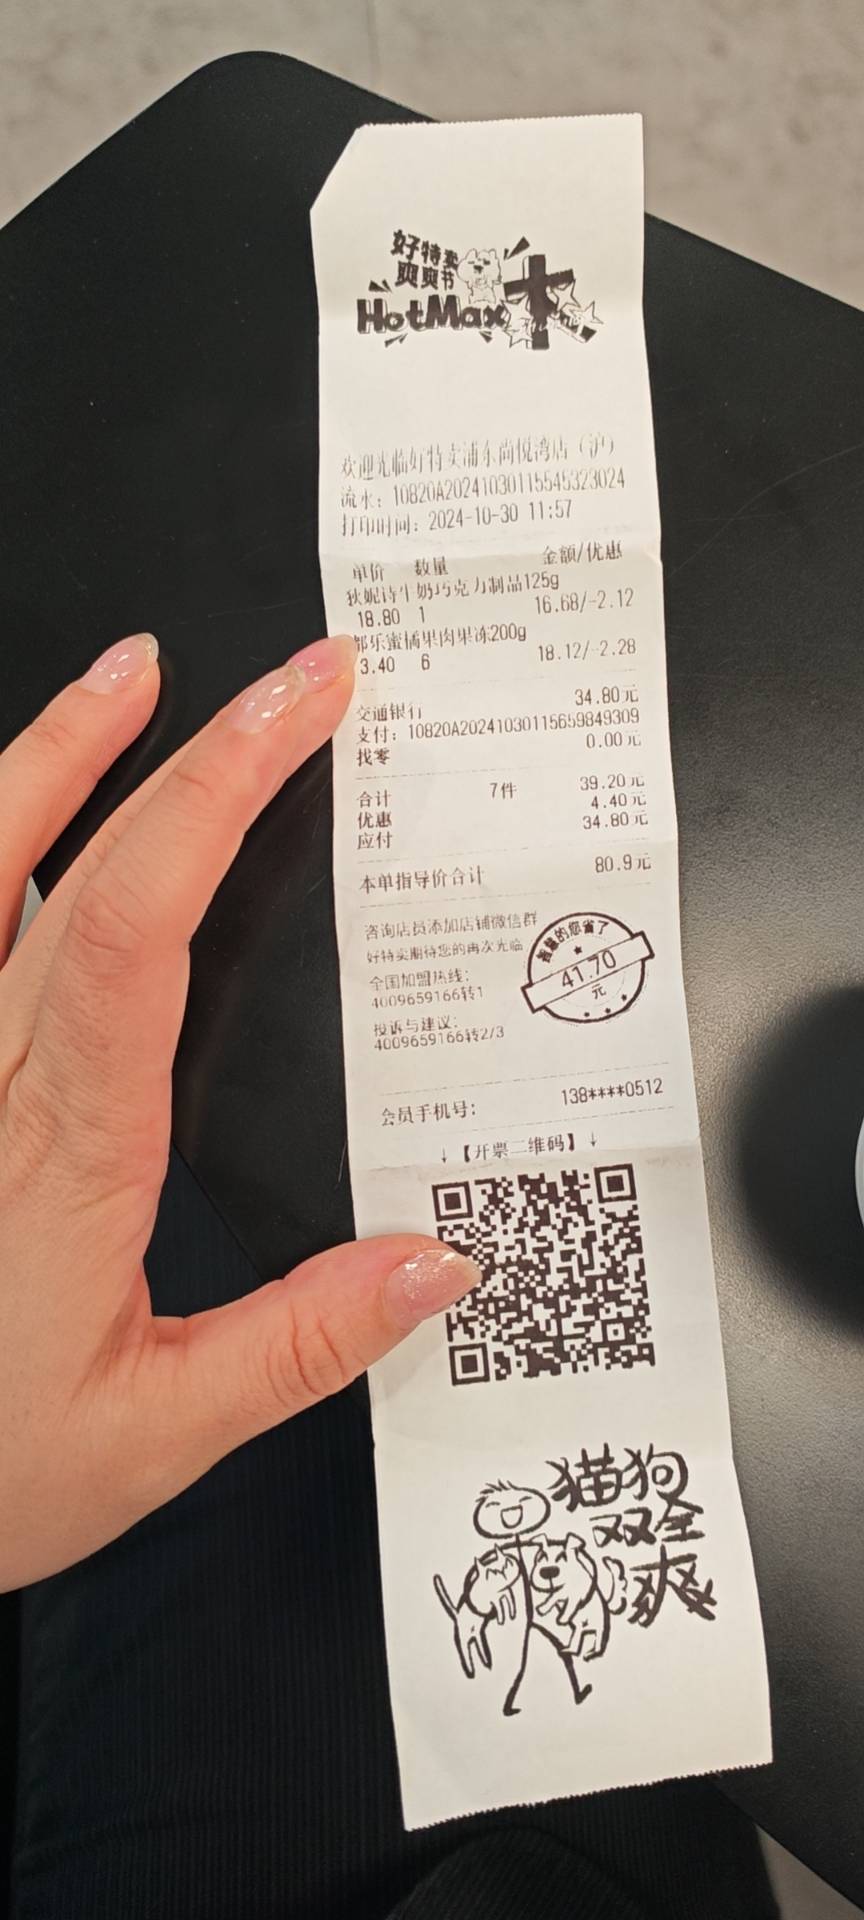 好特卖
爽爽节
HotMax
欢迎光临好特卖浦东尚悦湾店（沪）
流水：10820A20241030115545323024
打印时间：2024-10-30 11:57
单价 数量 金额/优惠
狄妮诗牛奶巧克力制品125g
18.80 1 16.68/-2.12
都乐蜜橘果肉果冻200g
3.40 6 18.12/-2.28
交通银行 34.80元
支付：10820A20241030115659849309
找零 0.00元
合计 7件 39.20元
优惠 4.40元
应付 34.80元
本单指导价合计 80.9元
咨询店员添加店铺微信群
好特卖期待您的再次光临
全国加盟热线：
4009659166转1
投诉与建议：
4009659166转2/3
的您省了
41.70
元
会员手机号： 138****0512
↓【开票二维码】↓
猫狗
双全
爽